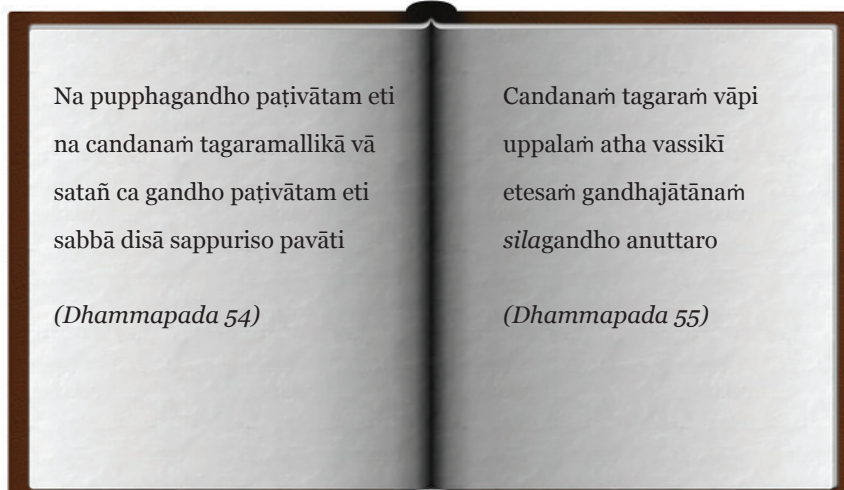 Na pupphagandho paṭivātam eti
na candanaṁ tagaramallikā vā
satañ ca gandho paṭivātam eti
sabbā disā sappuriso pavāti
(Dhammapada 54)
Candanaṁ tagaraṁ vāpi
uppalaṁ atha vassikī
etesaṁ gandhajātānaṁ
silagandho anuttaro
(Dhammapada 55)